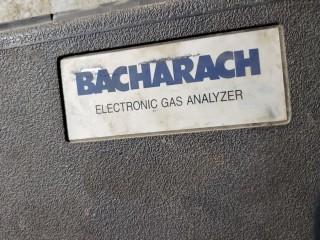 BACHARACH
ELECTRONIC GAS ANALYZER